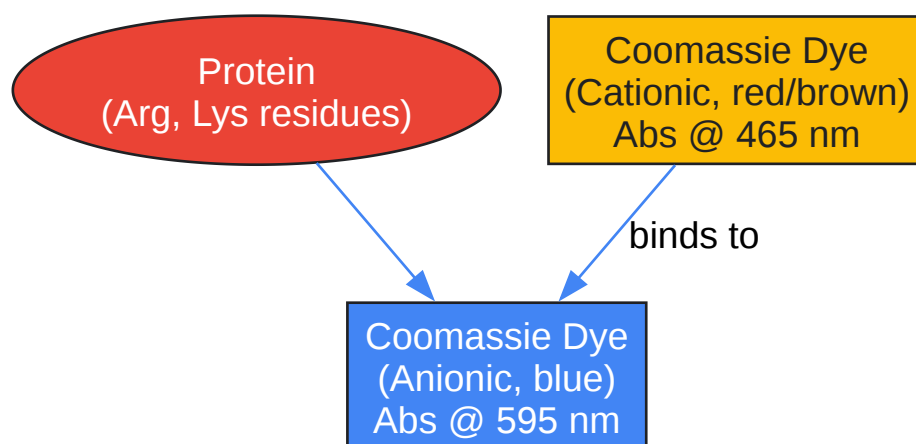 Protein
(Arg, Lys residues)
Coomassie Dye
(Cationic, red/brown)
Abs @ 465 nm
binds to
Coomassie Dye
(Anionic, blue)
Abs @ 595 nm